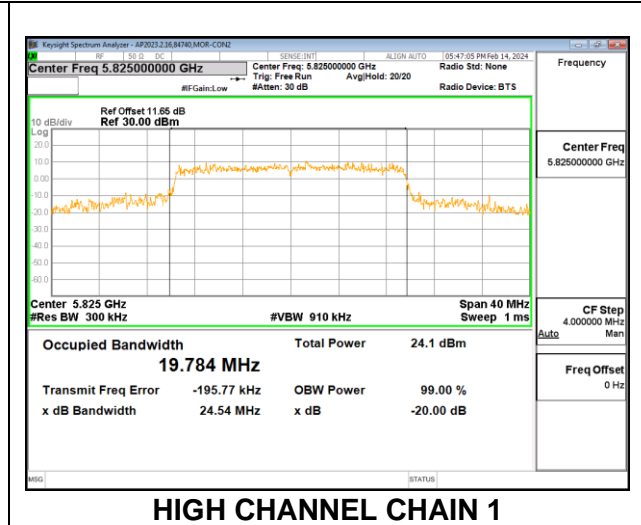 Keysight Spectrum Analyzer - AP2023.2.16,84740,MOR-CON2
RF 50 Ω DC SENSE:INT ALIGN AUTO 05:47:05 PM Feb 14, 2024
Center Freq 5.825000000 GHz
Center Freq: 5.825000000 GHz
Radio Std: None
Trig: Free Run Avg|Hold: 20/20
#IFGain:Low
#Atten: 30 dB
Radio Device: BTS
Frequency
Ref Offset 11.65 dB
10 dB/div Ref 30.00 dBm
Log
20.0
10.0
0.00
-10.0
-20.0
-30.0
-40.0
-50.0
-60.0
Center Freq
5.825000000 GHz
Center 5.825 GHz Span 40 MHz
#Res BW 300 kHz #VBW 910 kHz Sweep 1 ms
CF Step
4.000000 MHz
Auto Man
Occupied Bandwidth Total Power 24.1 dBm
19.784 MHz
Freq Offset
0 Hz
Transmit Freq Error -195.77 kHz OBW Power 99.00 %
x dB Bandwidth 24.54 MHz x dB -20.00 dB
MSG STATUS
HIGH CHANNEL CHAIN 1